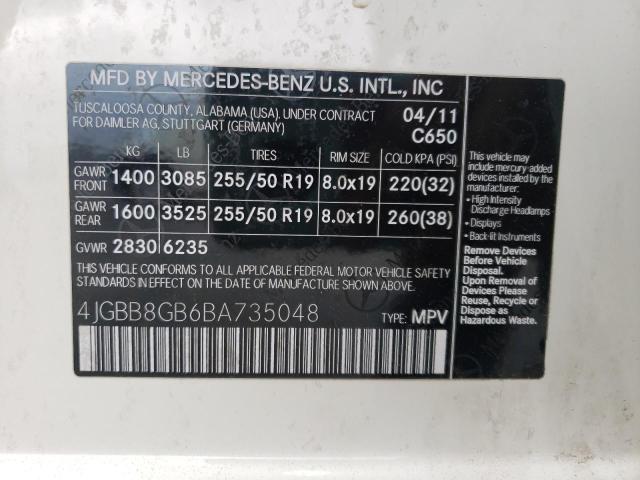 MFD BY MERCEDES-BENZ U.S. INTL., INC
TUSCALOOSA COUNTY, ALABAMA (USA). UNDER CONTRACT
FOR DAIMLER AG, STUTTGART (GERMANY)
04/11
C650
KG LB TIRES RIM SIZE COLD KPA (PSI)
GAWR
FRONT 1400 3085 255/50 R19 8.0x19 220(32)
GAWR
REAR 1600 3525 255/50 R19 8.0x19 260(38)
GVWR 2830 6235
THIS VEHICLE CONFORMS TO ALL APPLICABLE FEDERAL MOTOR VEHICLE SAFETY
STANDARDS IN EFFECT ON THE DATE OF MANUFACTURE SHOWN ABOVE.
4JGBB8GB6BA735048
TYPE: MPV
This vehicle may
include mercury-added
devices installed by the
manufacturer:
• High Intensity
Discharge Headlamps
• Displays
• Back-lit Instruments
Remove Devices
Before Vehicle
Disposal.
Upon Removal of
Devices Please
Reuse, Recycle or
Dispose as
Hazardous Waste.